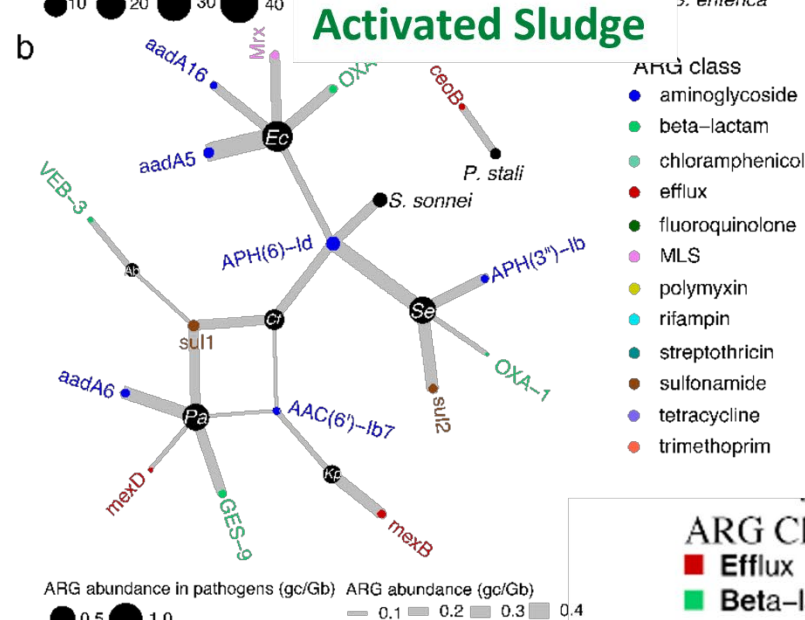 10 20 30 40
Activated Sludge
b
Mrx
aadA16
OXA
ceoB
ARG class
aminoglycoside
beta-lactam
chloramphenicol
efflux
fluoroquinolone
MLS
polymyxin
rifampin
streptothricin
sulfonamide
tetracycline
trimethoprim
Ec
aadA5
P. stali
VEB-3
S. sonnei
APH(6)-Id
APH(3")-Ib
Ab
Se
Cf
sul1
OXA-1
aadA6
sul2
Pa
AAC(6')-Ib7
Kp
mexD
GES-9
mexB
ARG Cl
Efflux
Beta-l
ARG abundance in pathogens (gc/Gb) ARG abundance (gc/Gb)
0.5 1.0 0.1 0.2 0.3 0.4